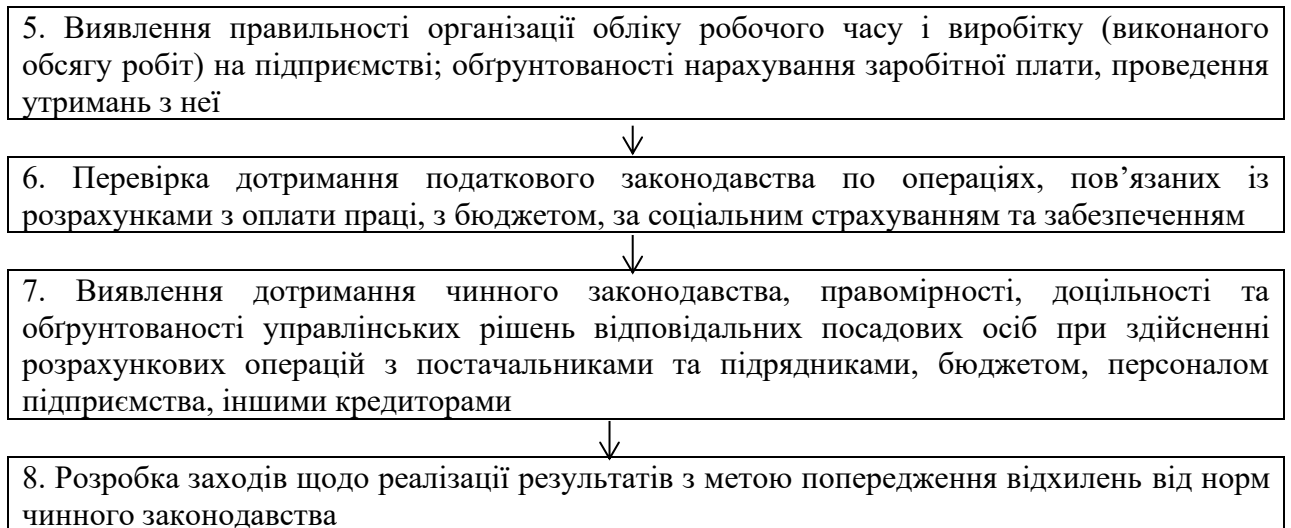 5. Виявлення правильності організації обліку робочого часу і виробітку (виконаного
обсягу робіт) на підприємстві; обґрунтованості нарахування заробітної плати, проведення
утримань з неї
6. Перевірка дотримання податкового законодавства по операціях, пов’язаних із
розрахунками з оплати праці, з бюджетом, за соціальним страхуванням та забезпеченням
7. Виявлення дотримання чинного законодавства, правомірності, доцільності та
обґрунтованості управлінських рішень відповідальних посадових осіб при здійсненні
розрахункових операцій з постачальниками та підрядниками, бюджетом, персоналом
підприємства, іншими кредиторами
8. Розробка заходів щодо реалізації результатів з метою попередження відхилень від норм
чинного законодавства